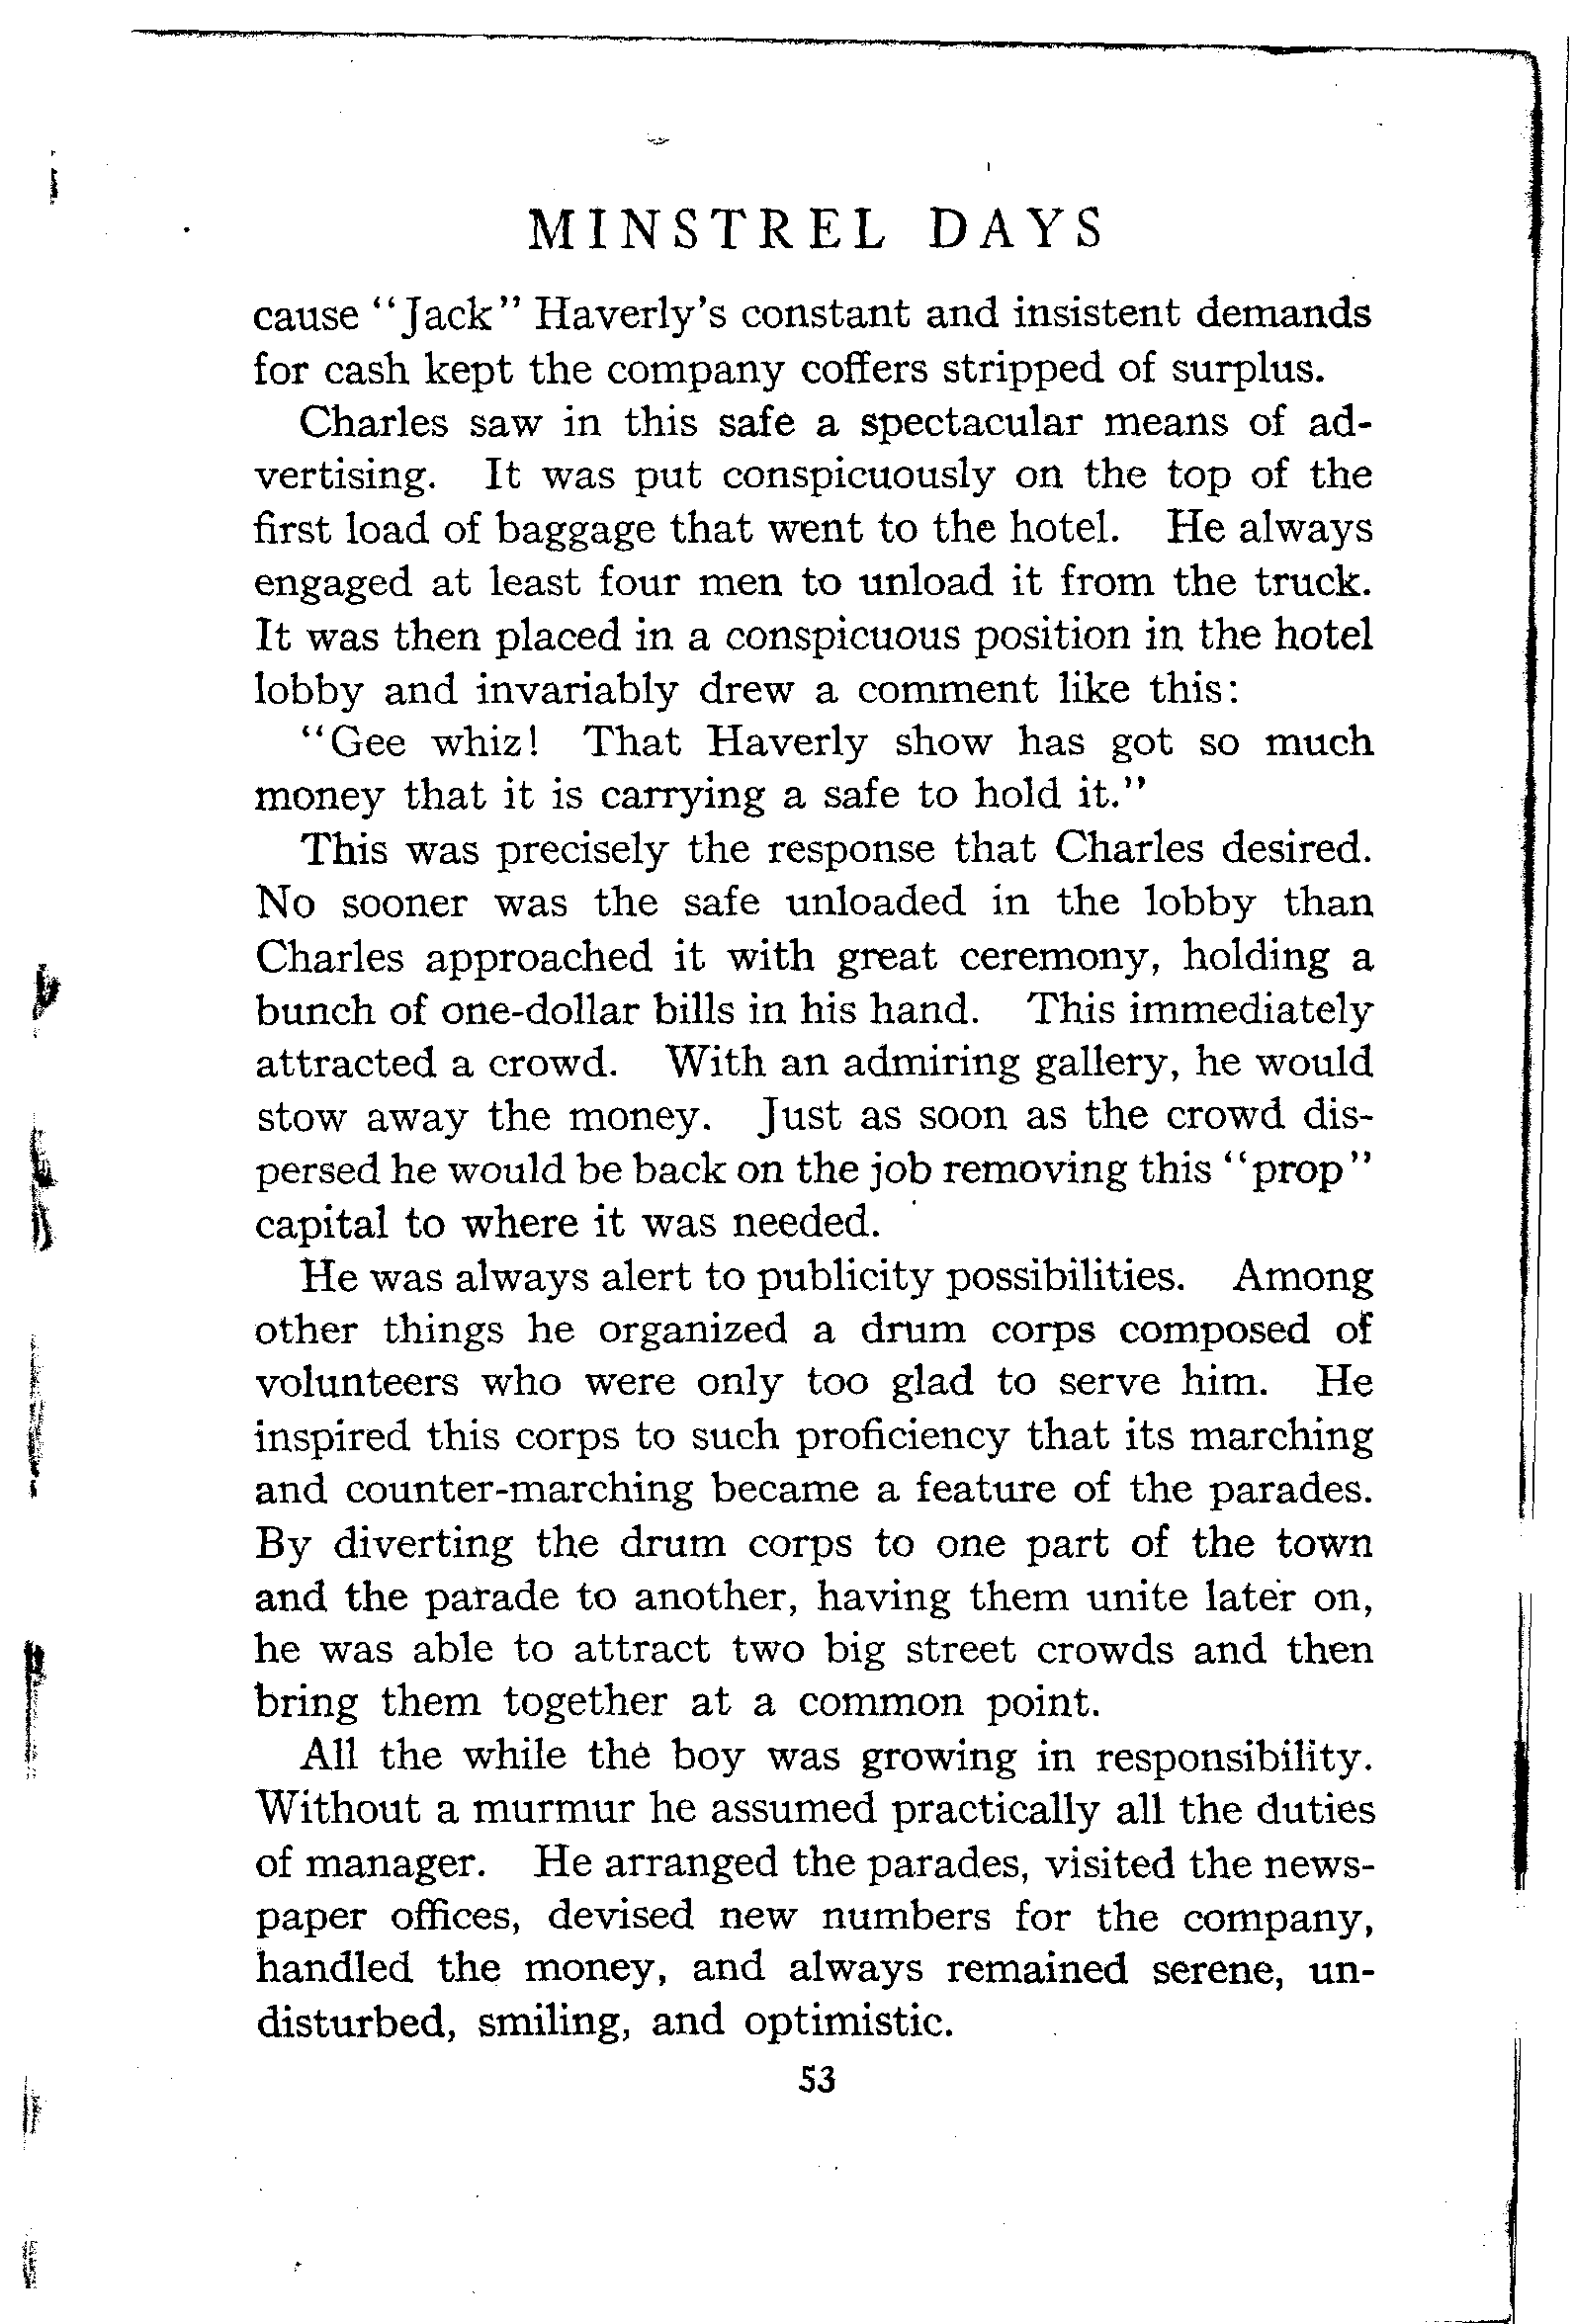 MINSTREL DAYS
cause "Jack" Haverly's constant and insistent demands
for cash kept the company coffers stripped of surplus.
Charles saw in this safe a spectacular means of ad-
vertising. It was put conspicuously on the top of the
first load of baggage that went to the hotel. He always
engaged at least four men to unload it from the truck.
It was then placed in a conspicuous position in the hotel
lobby and invariably drew a comment like this:
"Gee whiz! That Haverly show has got so much
money that it is carrying a safe to hold it."
This was precisely the response that Charles desired.
No sooner was the safe unloaded in the lobby than
Charles approached it with great ceremony, holding a
bunch of one-dollar bills in his hand. This immediately
attracted a crowd. With an admiring gallery, he would
stow away the money. Just as soon as the crowd dis-
persed he would be back on the job removing this "prop"
capital to where it was needed.
He was always alert to publicity possibilities. Among
other things he organized a drum corps composed of
volunteers who were only too glad to serve him. He
inspired this corps to such proficiency that its marching
and counter-marching became a feature of the parades.
By diverting the drum corps to one part of the town
and the parade to another, having them unite later on,
he was able to attract two big street crowds and then
bring them together at a common point.
All the while the boy was growing in responsibility.
Without a murmur he assumed practically all the duties
of manager. He arranged the parades, visited the news-
paper offices, devised new numbers for the company,
handled the money, and always remained serene, un-
disturbed, smiling, and optimistic.
53